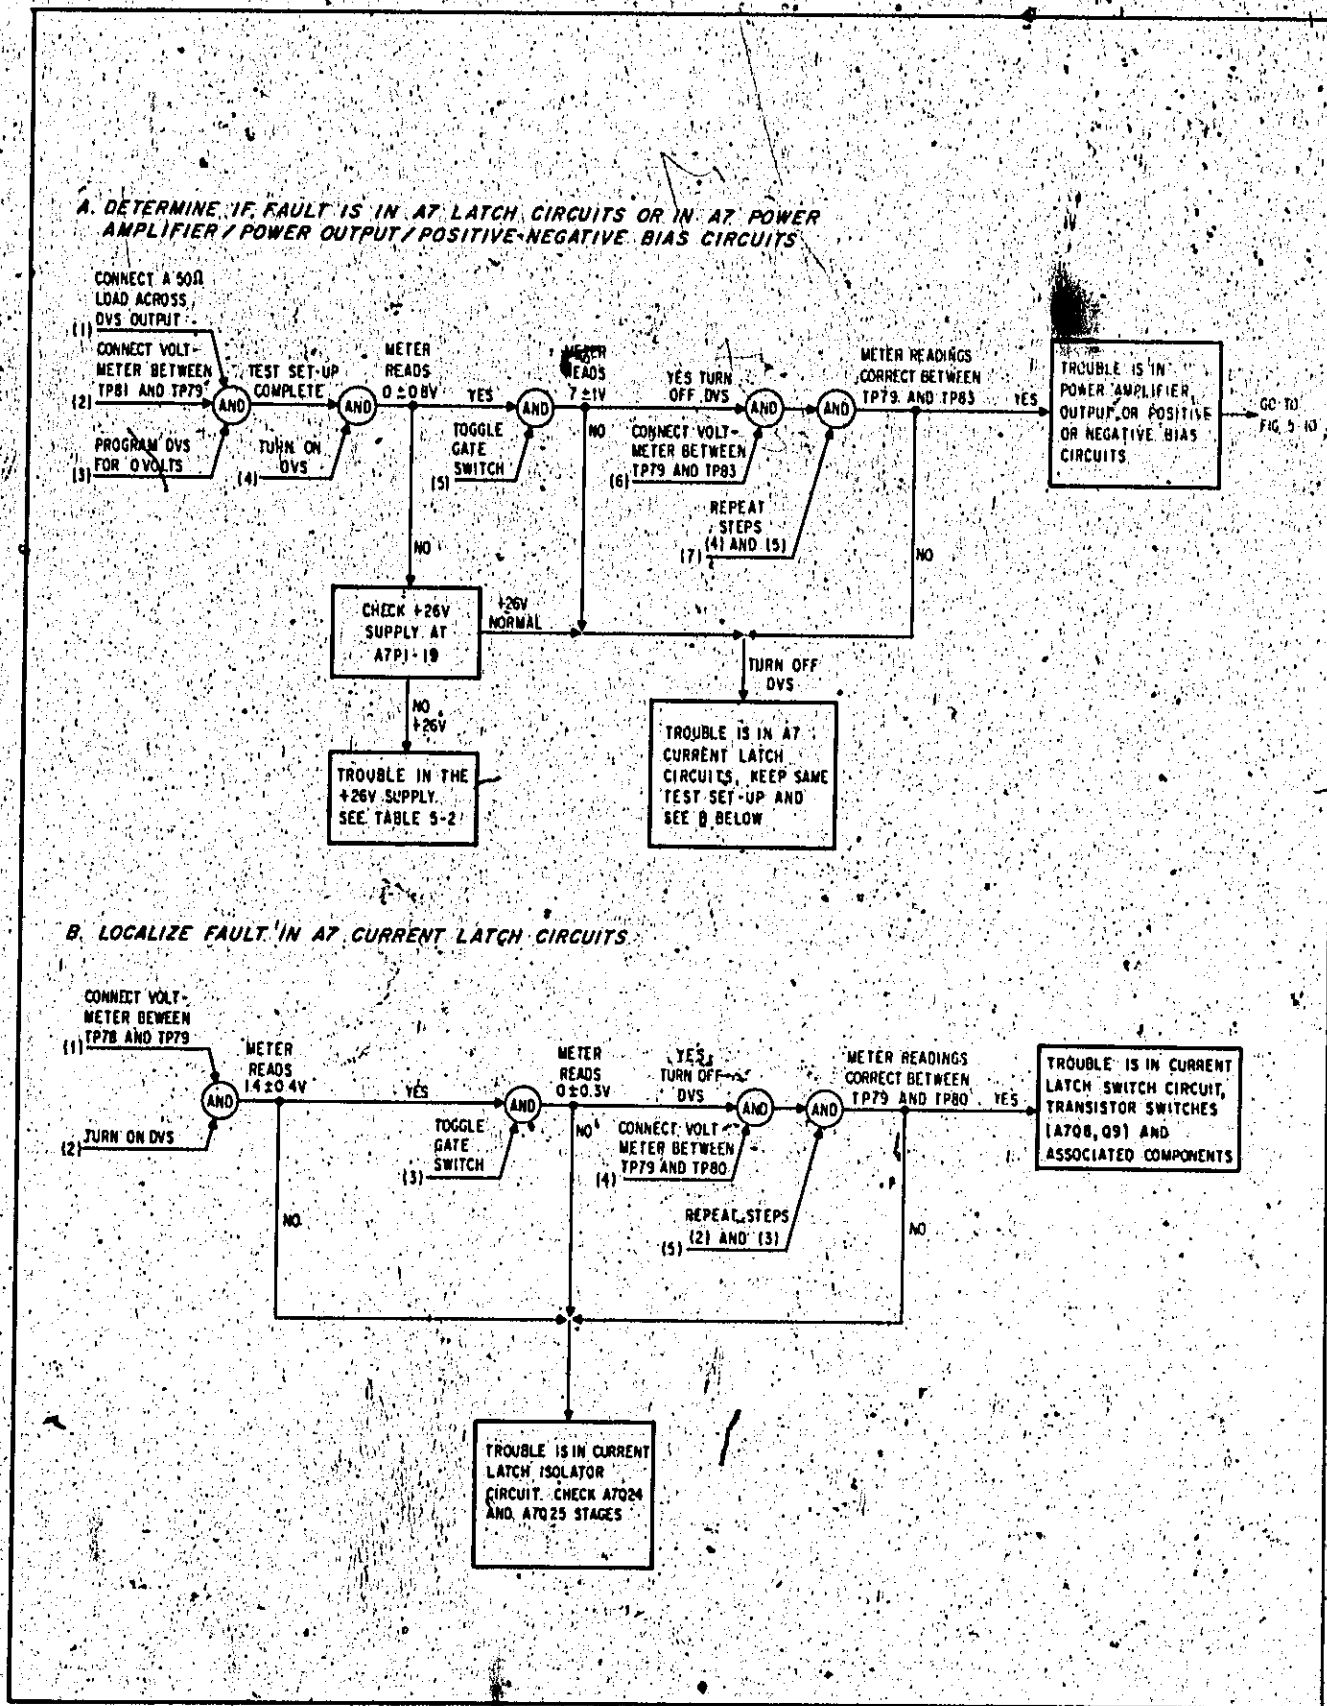 A. DETERMINE IF FAULT IS IN A7 LATCH CIRCUITS OR IN A7 POWER
AMPLIFIER / POWER OUTPUT / POSITIVE-NEGATIVE BIAS CIRCUITS
CONNECT A 50Ω
LOAD ACROSS
DVS OUTPUT
(1)
CONNECT VOLT-
METER BETWEEN
TP81 AND TP79
(2)
PROGRAM DVS
FOR 0 VOLTS
(3)
AND
TEST SET-UP
COMPLETE
TURN ON
DVS
(4)
AND
METER
READS
0 ±0.8V
YES
TOGGLE
GATE
SWITCH
(5)
AND
METER
READS
7 ±1V
NO
YES TURN
OFF DVS
CONNECT VOLT-
METER BETWEEN
TP79 AND TP83
(6)
AND
REPEAT
STEPS
(4) AND (5)
(7)
AND
METER READINGS
CORRECT BETWEEN
TP79 AND TP83
YES
TROUBLE IS IN
POWER AMPLIFIER,
OUTPUT, OR POSITIVE
OR NEGATIVE BIAS
CIRCUITS
GO TO
FIG. 5-10
NO
NO
CHECK +26V
SUPPLY AT
A7P1-19
+26V
NORMAL
TURN OFF
DVS
NO
+26V
TROUBLE IN THE
+26V SUPPLY.
SEE TABLE 5-2
TROUBLE IS IN A7
CURRENT LATCH
CIRCUITS, KEEP SAME
TEST SET-UP AND
SEE B BELOW
B. LOCALIZE FAULT IN A7 CURRENT LATCH CIRCUITS
CONNECT VOLT-
METER BEWEEN
TP78 AND TP79
(1)
TURN ON DVS
(2)
AND
METER
READS
1.4 ±0.4V
YES
TOGGLE
GATE
SWITCH
(3)
AND
METER
READS
0 ±0.3V
NO
YES
TURN OFF
DVS
CONNECT VOLT-
METER BETWEEN
TP79 AND TP80
(4)
AND
REPEAT STEPS
(2) AND (3)
(5)
AND
METER READINGS
CORRECT BETWEEN
TP79 AND TP80
YES
TROUBLE IS IN CURRENT
LATCH SWITCH CIRCUIT,
TRANSISTOR SWITCHES
(A7Q8, Q9) AND
ASSOCIATED COMPONENTS
NO
NO
TROUBLE IS IN CURRENT
LATCH ISOLATOR
CIRCUIT. CHECK A7Q24
AND A7Q25 STAGES